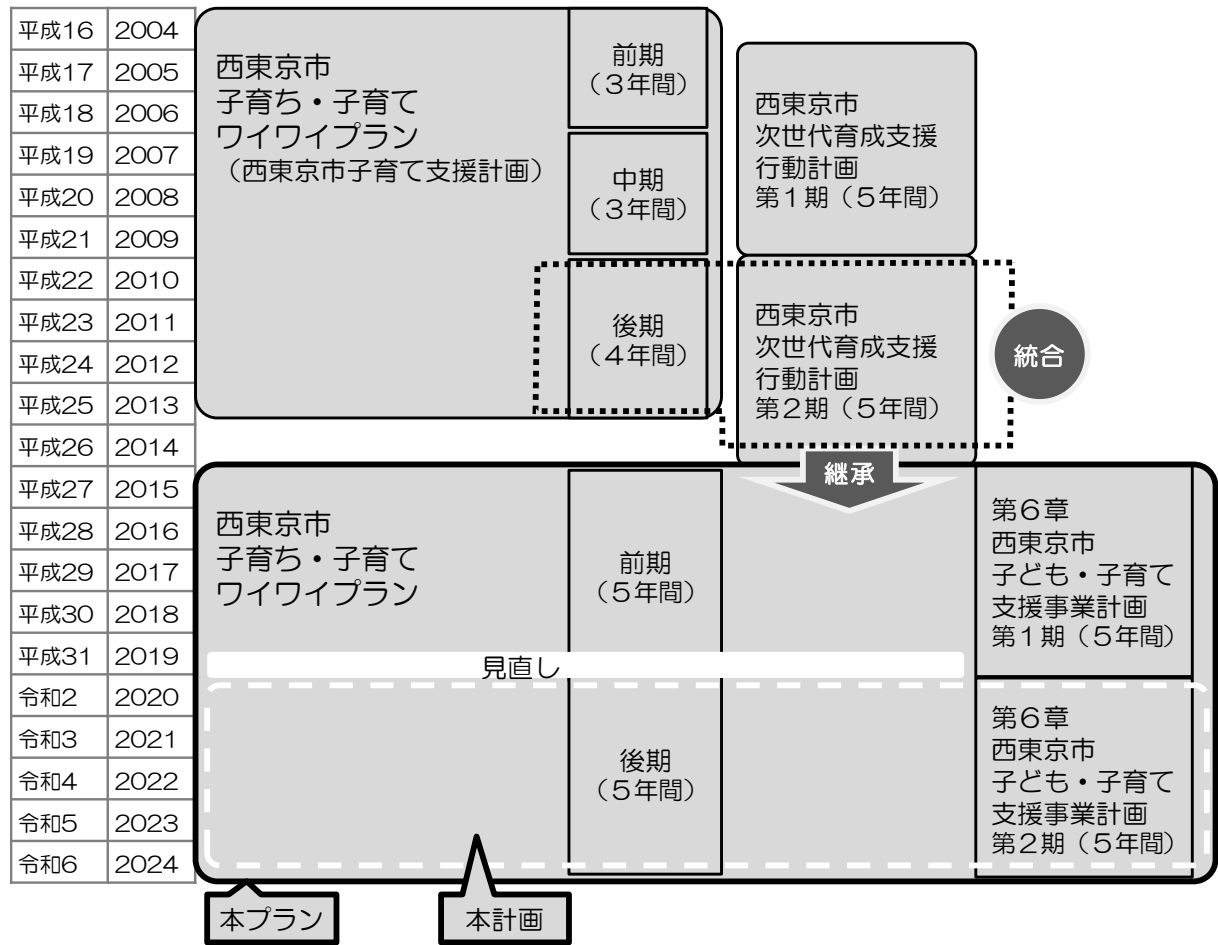 平成16 2004
平成17 2005
平成18 2006
平成19 2007
平成20 2008
平成21 2009
平成22 2010
平成23 2011
平成24 2012
平成25 2013
平成26 2014
平成27 2015
平成28 2016
平成29 2017
平成30 2018
平成31 2019
令和2 2020
令和3 2021
令和4 2022
令和5 2023
令和6 2024
西東京市
子育ち・子育て
ワイワイプラン
（西東京市子育て支援計画）
前期
（３年間）
中期
（３年間）
後期
（４年間）
西東京市
次世代育成支援
行動計画
第１期（５年間）
西東京市
次世代育成支援
行動計画
第２期（５年間）
統合
継承
西東京市
子育ち・子育て
ワイワイプラン
前期
（５年間）
見直し
後期
（５年間）
第６章
西東京市
子ども・子育て
支援事業計画
第１期（５年間）
第６章
西東京市
子ども・子育て
支援事業計画
第２期（５年間）
本プラン
本計画